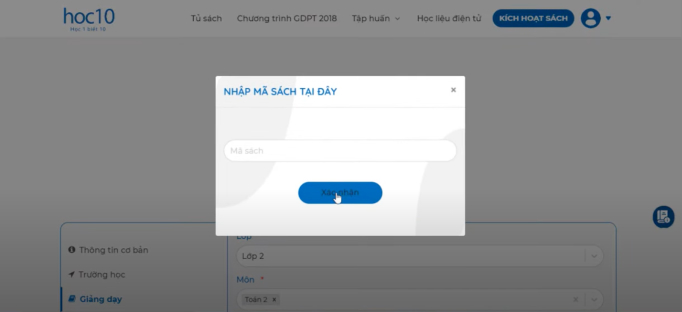 hoc10
Học 1 biết 10
Tủ sách Chương trình GDPT 2018 Tập huấn Học liệu điện tử KÍCH HOẠT SÁCH
NHẬP MÃ SÁCH TẠI ĐÂY ×
Mã sách
Xác nhận
Lớp
Thông tin cơ bản
Lớp 2
Trường học
Môn *
Giảng dạy
Toán 2 ×